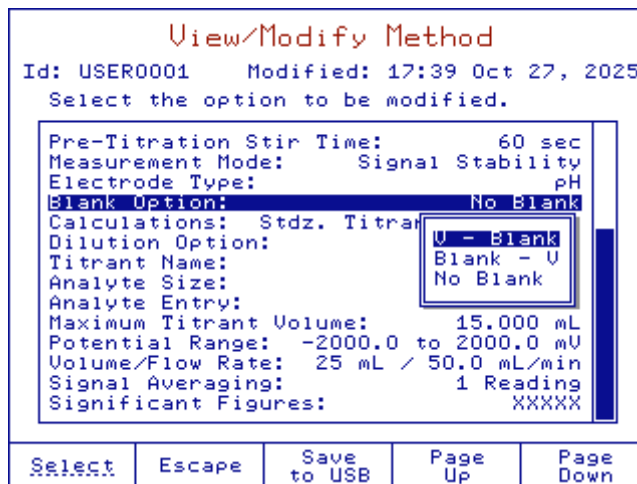 View/Modify Method
Id: USER0001 Modified: 17:39 Oct 27, 2025
Select the option to be modified.
Pre-Titration Stir Time: 60 sec
Measurement Mode: Signal Stability
Electrode Type: pH
Blank Option: No Blank
Calculations: Stdz. Titran
Dilution Option:
Titrant Name:
Analyte Size:
Analyte Entry:
V - Blank
Blank - V
No Blank
Maximum Titrant Volume: 15.000 mL
Potential Range: -2000.0 to 2000.0 mV
Volume/Flow Rate: 25 mL / 50.0 mL/min
Signal Averaging: 1 Reading
Significant Figures: XXXXX
Select
Escape
Save to USB
Page Up
Page Down